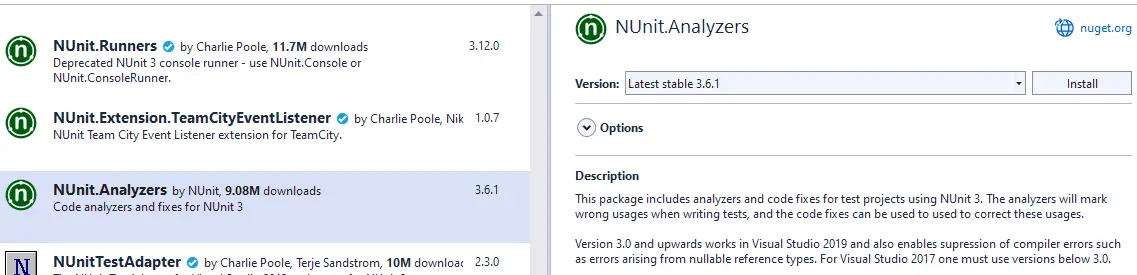 NUnit.Runners by Charlie Poole, 11.7M downloads 3.12.0
Deprecated NUnit 3 console runner - use NUnit.Console or
NUnit.ConsoleRunner.
NUnit.Extension.TeamCityEventListener by Charlie Poole, Nik 1.0.7
NUnit Team City Event Listener extension for TeamCity.
NUnit.Analyzers by NUnit, 9.08M downloads 3.6.1
Code analyzers and fixes for NUnit 3
NUnitTestAdapter by Charlie Poole, Terje Sandstrom, 10M downloac 2.3.0
NUnit.Analyzers
nuget.org
Version: Latest stable 3.6.1 Install
Options
Description
This package includes analyzers and code fixes for test projects using NUnit 3. The analyzers will mark
wrong usages when writing tests, and the code fixes can be used to used to correct these usages.
Version 3.0 and upwards works in Visual Studio 2019 and also enables supression of compiler errors such
as errors arising from nullable reference types. For Visual Studio 2017 one must use versions below 3.0.